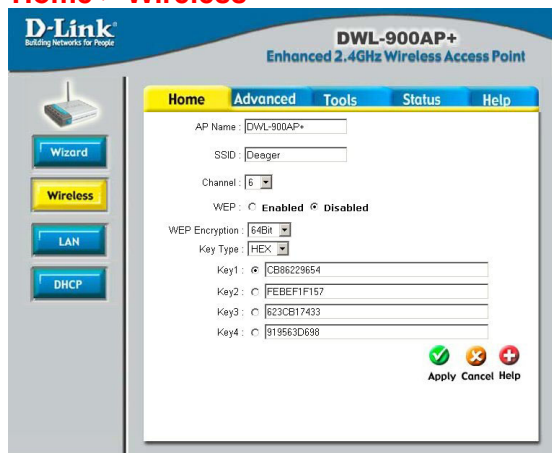 Home > Wireless
D-Link
Building Networks for People
DWL-900AP+
Enhanced 2.4GHz Wireless Access Point
Home Advanced Tools Status Help
Wizard
Wireless
LAN
DHCP
AP Name : DWL-900AP+
SSID : Deeger
Channel : 6
WEP : Enabled Disabled
WEP Encryption : 64Bit
Key Type : HEX
Key1 : CB86229654
Key2 : FEBEF1F157
Key3 : 623CB17433
Key4 : 919563D698
Apply Cancel Help